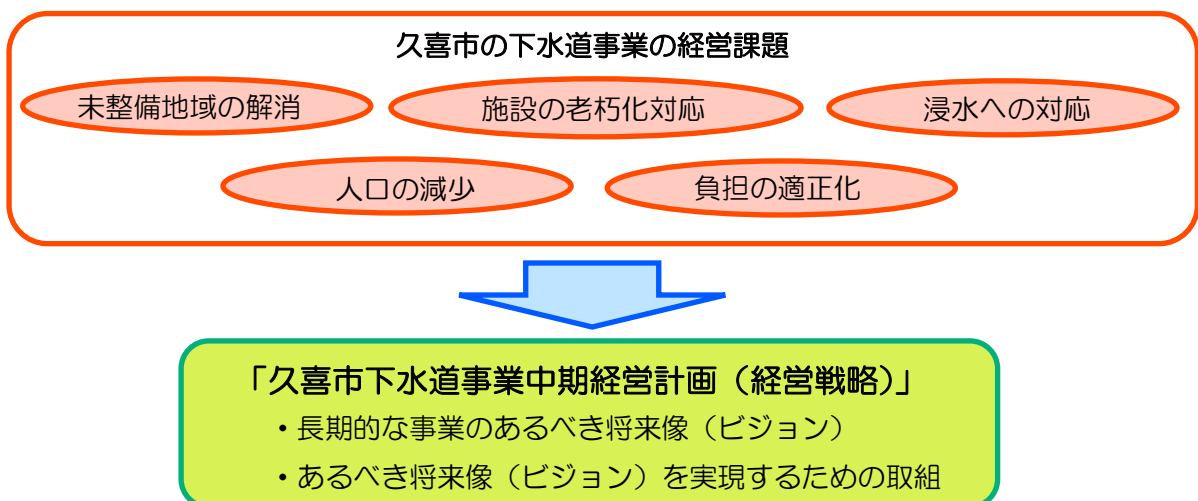 久喜市の下水道事業の経営課題
未整備地域の解消
施設の老朽化対応
浸水への対応
人口の減少
負担の適正化
「久喜市下水道事業中期経営計画（経営戦略）」
・長期的な事業のあるべき将来像（ビジョン）
・あるべき将来像（ビジョン）を実現するための取組